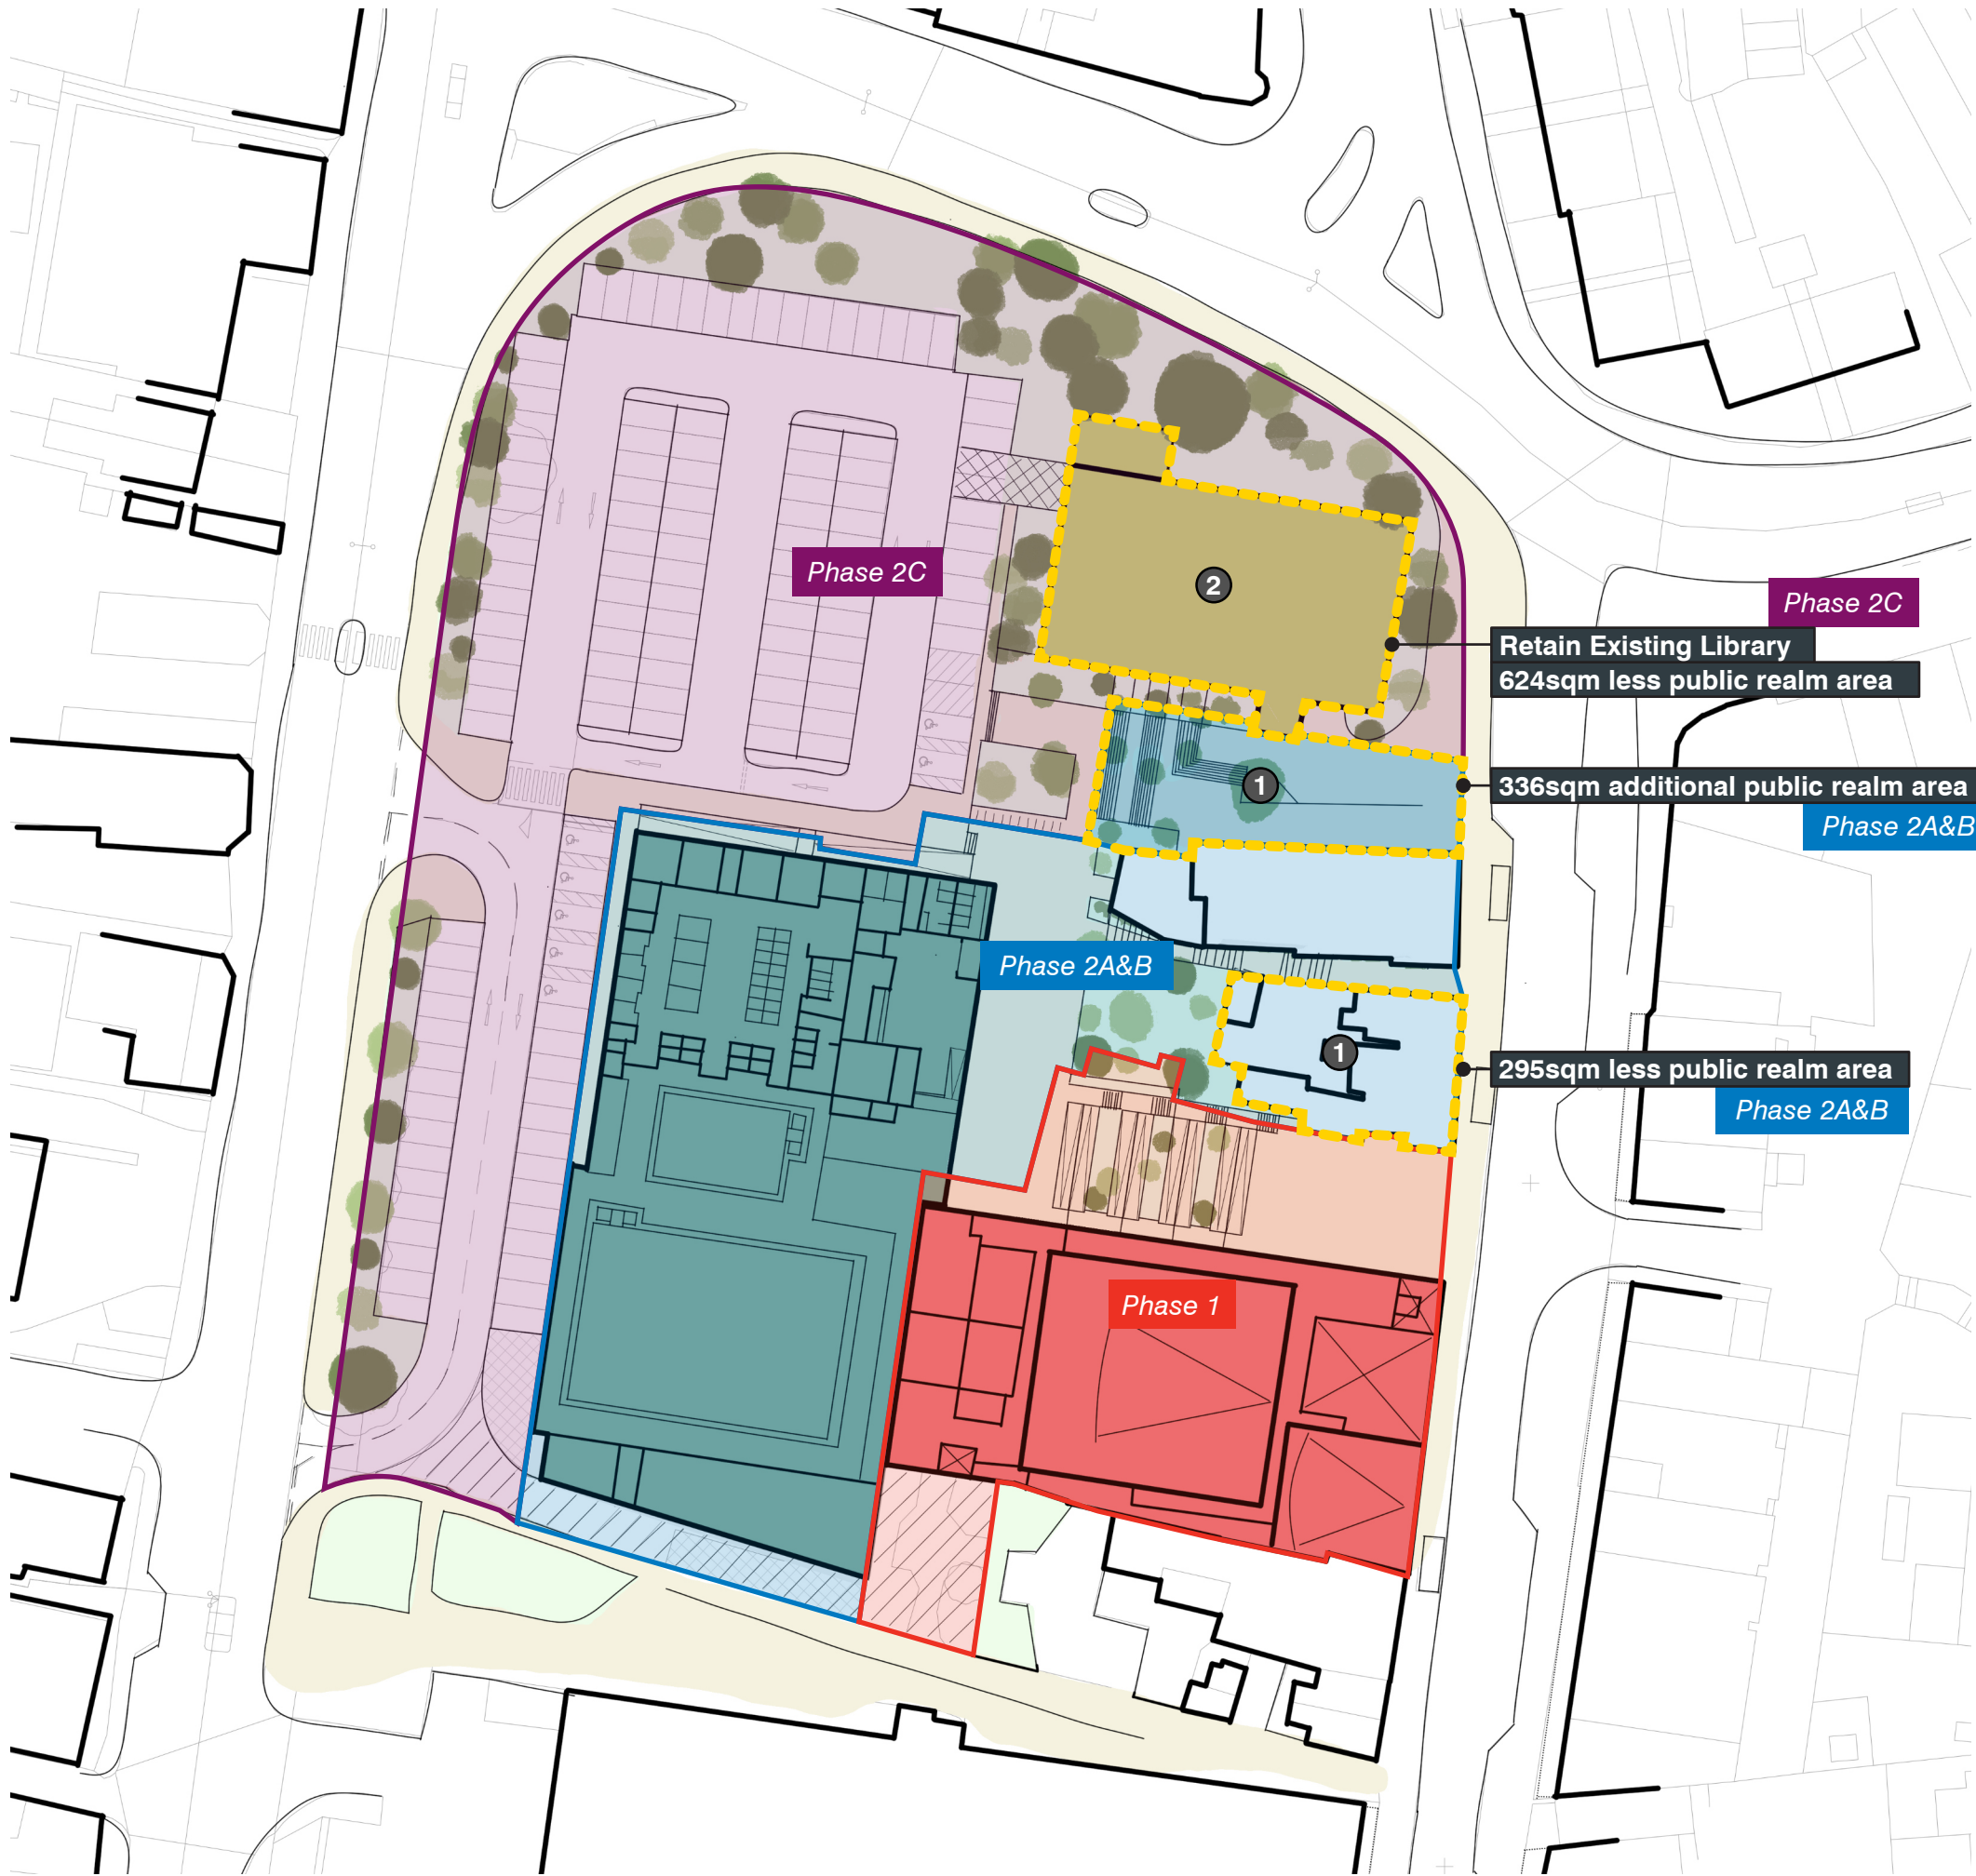 Phase 2C
2
Phase 2C
Retain Existing Library
624sqm less public realm area
1
336sqm additional public realm area
Phase 2A&B
Phase 2A&B
1
295sqm less public realm area
Phase 2A&B
Phase 1